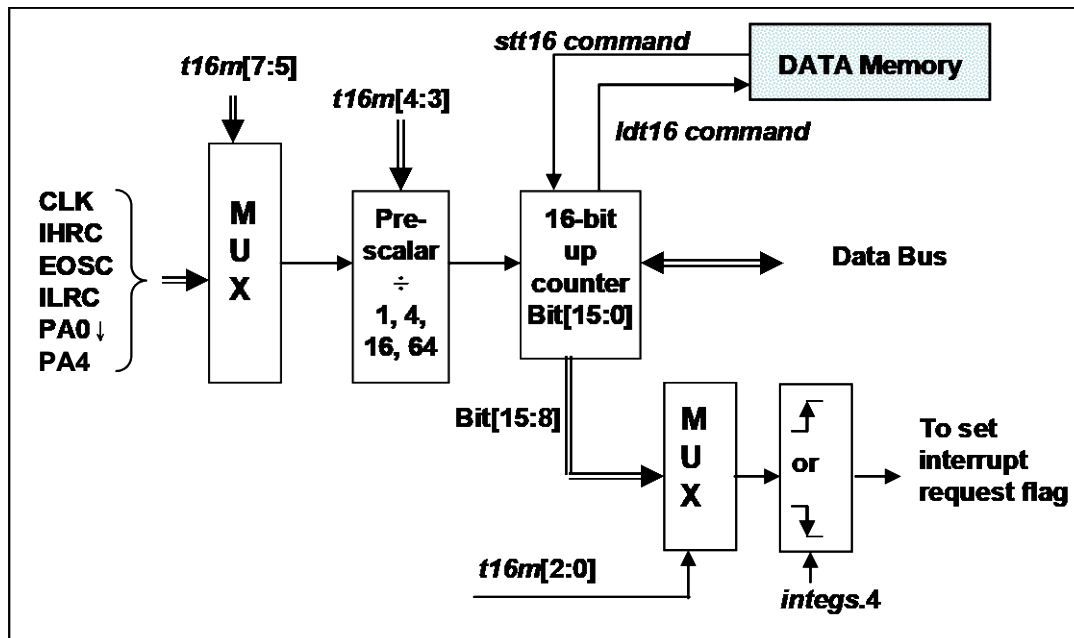 stt16 command
DATA Memory
t16m[7:5]
t16m[4:3]
ldt16 command
CLK
IHRC
EOSC
ILRC
PA0↓
PA4
M
U
X
Pre-
scalar
÷
1, 4,
16, 64
16-bit
up
counter
Bit[15:0]
Data Bus
Bit[15:8]
M
U
X
or
To set
interrupt
request flag
t16m[2:0]
integs.4